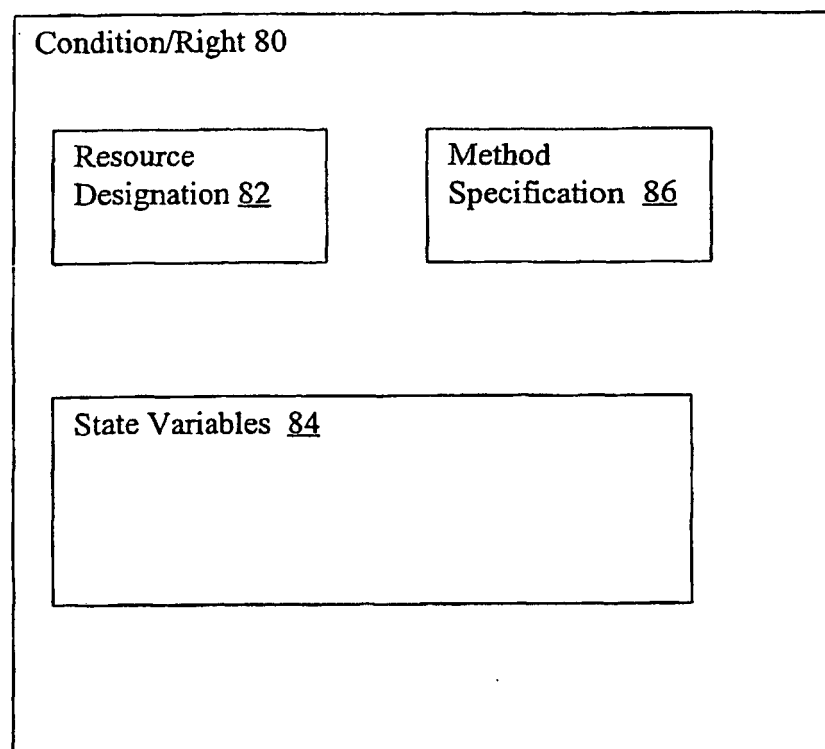 Condition/Right 80
Resource
Designation 82
Method
Specification 86
State Variables 84